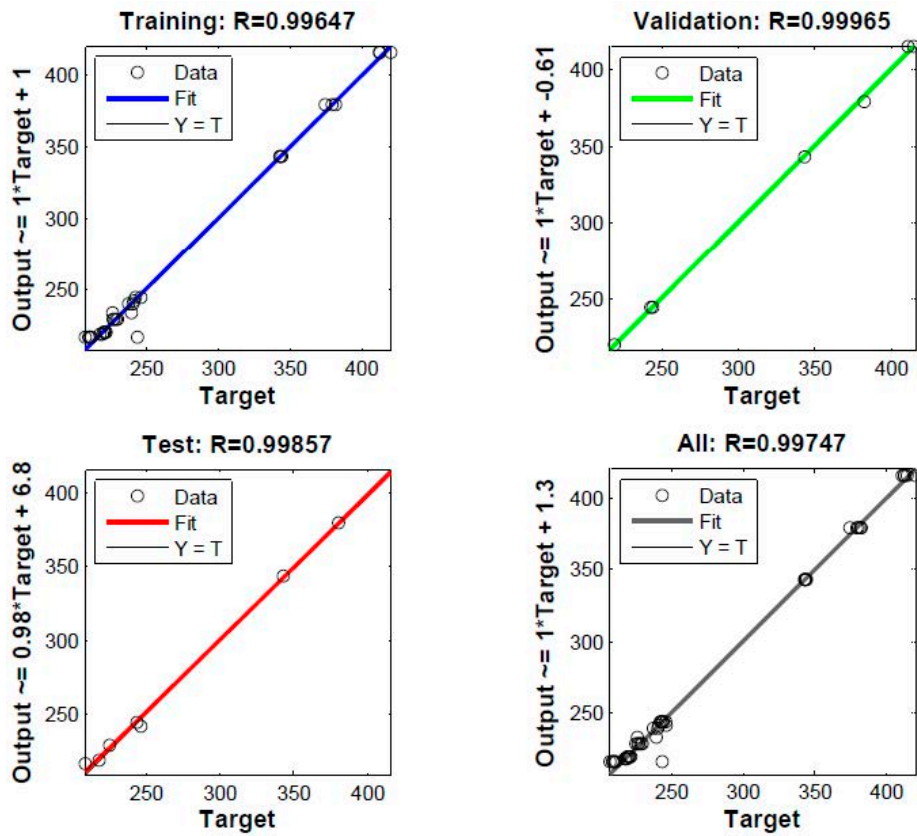 Training: R=0.99647
Output ~= 1*Target + 1
400
350
300
250
Data
Fit
Y = T
250
300
350
400
Target
Validation: R=0.99965
Output ~= 1*Target + -0.61
400
350
300
250
Data
Fit
Y = T
250
300
350
400
Target
Test: R=0.99857
Output ~= 0.98*Target + 6.8
400
350
300
250
Data
Fit
Y = T
250
300
350
400
Target
All: R=0.99747
Output ~= 1*Target + 1.3
400
350
300
250
Data
Fit
Y = T
250
300
350
400
Target